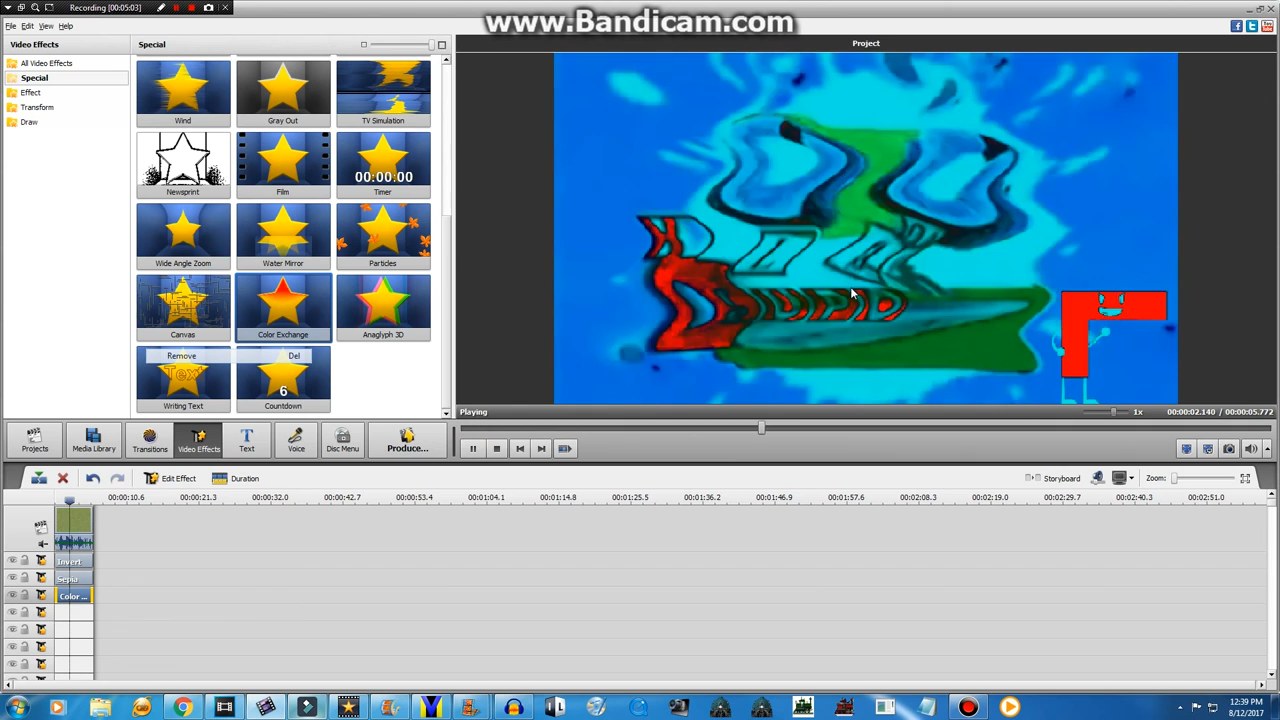 Recording [00:05:03]
www.Bandicam.com
File Edit View Help
Video Effects
Special
Project
All Video Effects
Special
Effect
Transform
Draw
Wind
Gray Out
TV Simulation
00:00:00
Newsprint
Film
Timer
Wide Angle Zoom
Water Mirror
Particles
Canvas
Color Exchange
Anaglyph 3D
Remove Del
Text
6
Writing Text
Countdown
Playing
1x
00:00:02.140 / 00:00:05.772
Projects
Media Library
Transitions
Video Effects
Text
Voice
Disc Menu
Produce...
Edit Effect
Duration
Storyboard
Zoom:
00:00:10.6 00:00:21.3 00:00:32.0 00:00:42.7 00:00:53.4 00:01:04.1 00:01:14.8 00:01:25.5 00:01:36.2 00:01:46.9 00:01:57.6 00:02:08.3 00:02:19.0 00:02:29.7 00:02:40.3 00:02:51.0
Invert
Sepia
Color ...
12:39 PM
8/12/2017